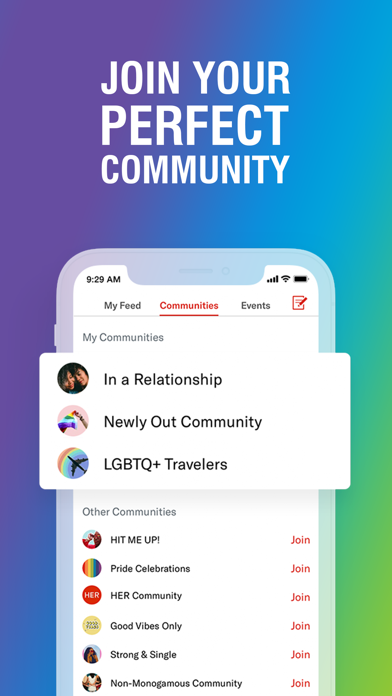 JOIN YOUR
PERFECT
COMMUNITY
9:29 AM
My Feed Communities Events
My Communities
In a Relationship
Newly Out Community
LGBTQ+ Travelers
Other Communities
HIT ME UP! Join
Pride Celebrations Join
HER HER Community Join
GOOD VIBES Good Vibes Only Join
Strong & Single Join
Non-Monogamous Community Join